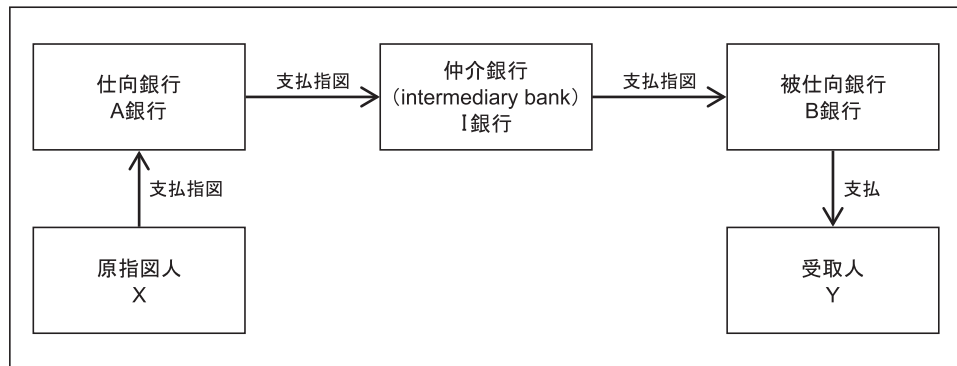 仕向銀行
A銀行
支払指図
仲介銀行
（intermediary bank）
I銀行
支払指図
被仕向銀行
B銀行
支払指図
支払
原指図人
X
受取人
Y